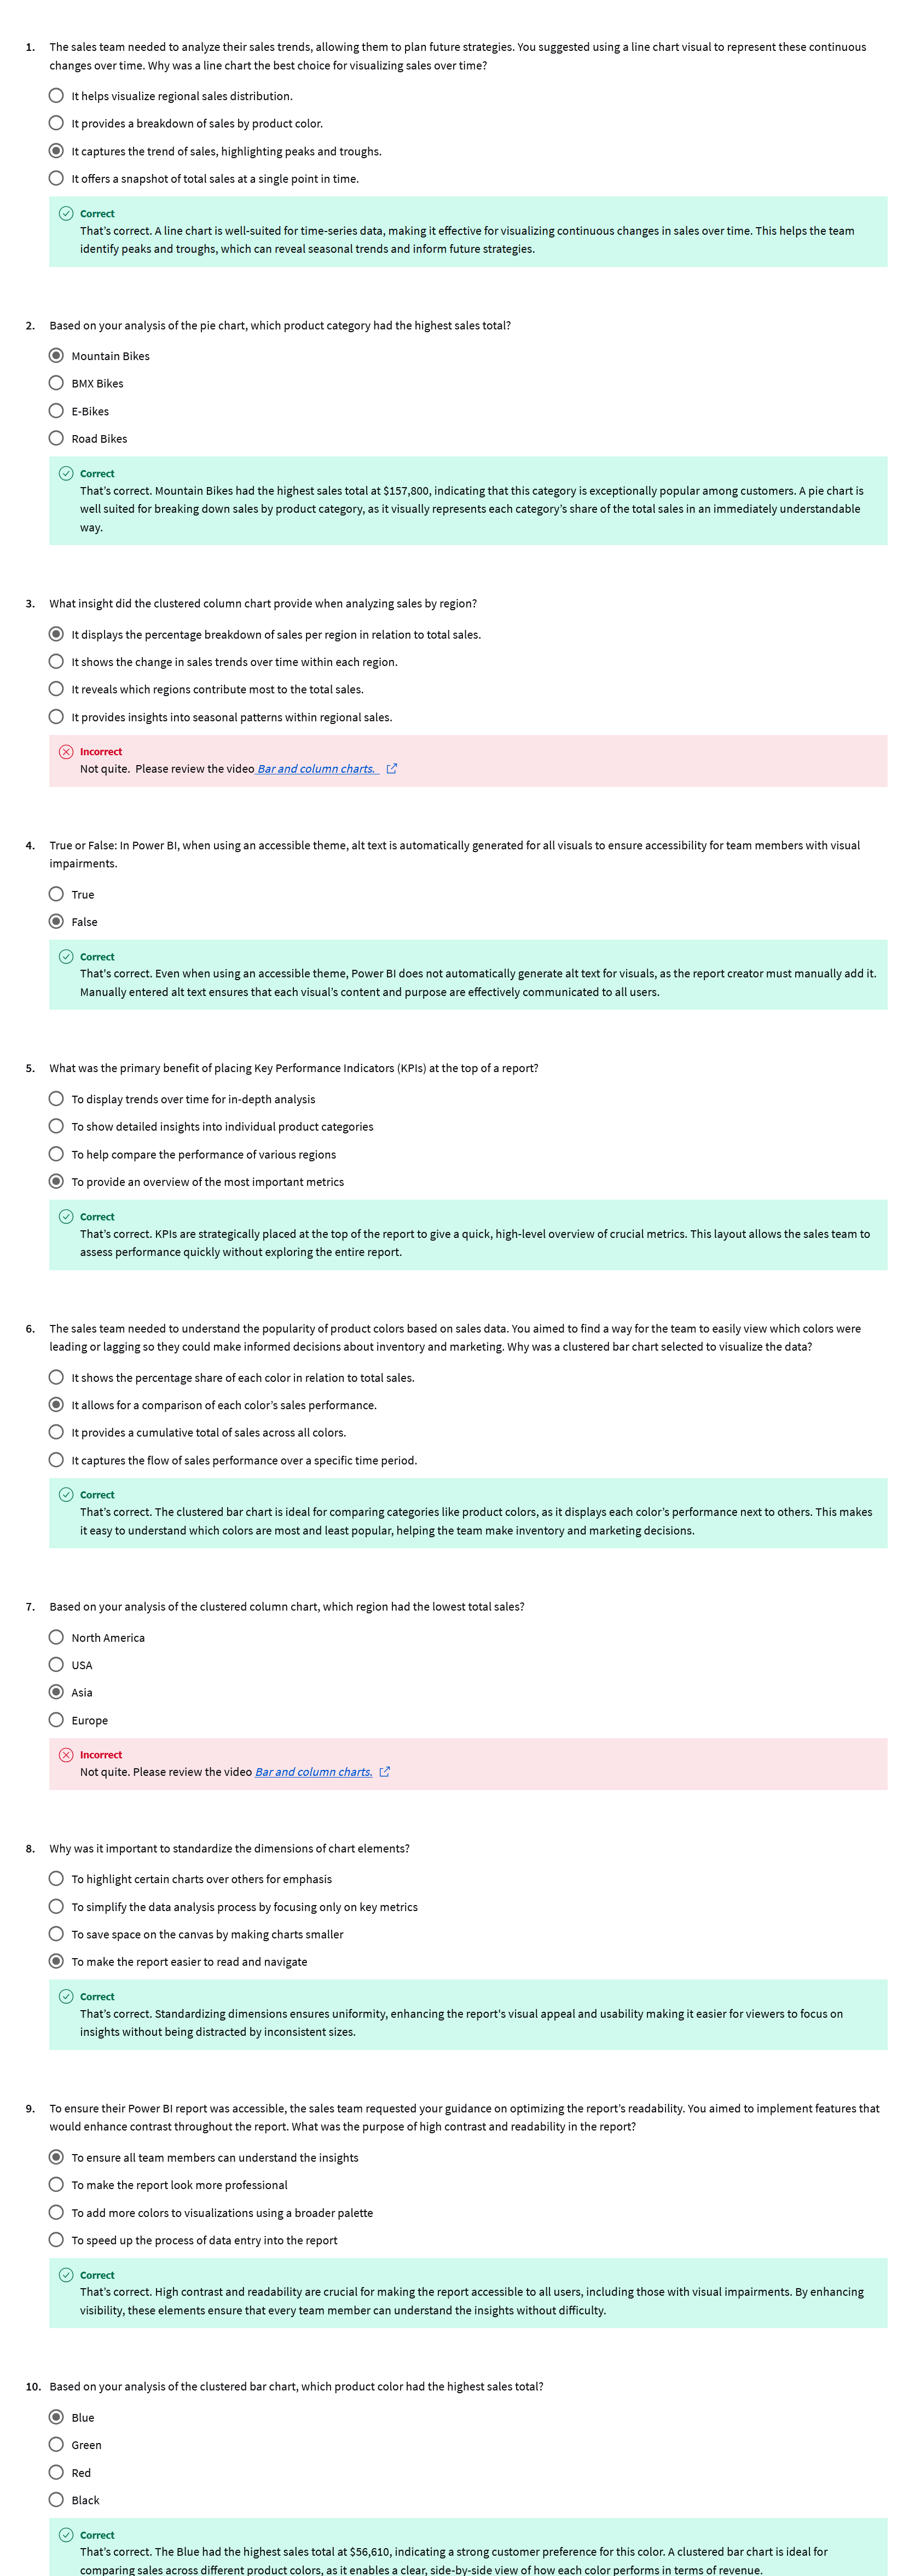 1. The sales team needed to analyze their sales trends, allowing them to plan future strategies. You suggested using a line chart visual to represent these continuous
changes over time. Why was a line chart the best choice for visualizing sales over time?
It helps visualize regional sales distribution.
It provides a breakdown of sales by product color.
It captures the trend of sales, highlighting peaks and troughs.
It offers a snapshot of total sales at a single point in time.
Correct
That's correct. A line chart is well-suited for time-series data, making it effective for visualizing continuous changes in sales over time. This helps the team
identify peaks and troughs, which can reveal seasonal trends and inform future strategies.
2. Based on your analysis of the pie chart, which product category had the highest sales total?
Mountain Bikes
BMX Bikes
E-Bikes
Road Bikes
Correct
That's correct. Mountain Bikes had the highest sales total at $157,800, indicating that this category is exceptionally popular among customers. A pie chart is
well suited for breaking down sales by product category, as it visually represents each category's share of the total sales in an immediately understandable
way.
3. What insight did the clustered column chart provide when analyzing sales by region?
It displays the percentage breakdown of sales per region in relation to total sales.
It shows the change in sales trends over time within each region.
It reveals which regions contribute most to the total sales.
It provides insights into seasonal patterns within regional sales.
Incorrect
Not quite. Please review the video Bar and column charts.
4. True or False: In Power BI, when using an accessible theme, alt text is automatically generated for all visuals to ensure accessibility for team members with visual
impairments.
True
False
Correct
That's correct. Even when using an accessible theme, Power BI does not automatically generate alt text for visuals, as the report creator must manually add it.
Manually entered alt text ensures that each visual's content and purpose are effectively communicated to all users.
5. What was the primary benefit of placing Key Performance Indicators (KPIs) at the top of a report?
To display trends over time for in-depth analysis
To show detailed insights into individual product categories
To help compare the performance of various regions
To provide an overview of the most important metrics
Correct
That's correct. KPIs are strategically placed at the top of the report to give a quick, high-level overview of crucial metrics. This layout allows the sales team to
assess performance quickly without exploring the entire report.
6. The sales team needed to understand the popularity of product colors based on sales data. You aimed to find a way for the team to easily view which colors were
leading or lagging so they could make informed decisions about inventory and marketing. Why was a clustered bar chart selected to visualize the data?
It shows the percentage share of each color in relation to total sales.
It allows for a comparison of each color's sales performance.
It provides a cumulative total of sales across all colors.
It captures the flow of sales performance over a specific time period.
Correct
That's correct. The clustered bar chart is ideal for comparing categories like product colors, as it displays each color's performance next to others. This makes
it easy to understand which colors are most and least popular, helping the team make inventory and marketing decisions.
7. Based on your analysis of the clustered column chart, which region had the lowest total sales?
North America
USA
Asia
Europe
Incorrect
Not quite. Please review the video Bar and column charts.
8. Why was it important to standardize the dimensions of chart elements?
To highlight certain charts over others for emphasis
To simplify the data analysis process by focusing only on key metrics
To save space on the canvas by making charts smaller
To make the report easier to read and navigate
Correct
That's correct. Standardizing dimensions ensures uniformity, enhancing the report's visual appeal and usability making it easier for viewers to focus on
insights without being distracted by inconsistent sizes.
9. To ensure their Power BI report was accessible, the sales team requested your guidance on optimizing the report's readability. You aimed to implement features that
would enhance contrast throughout the report. What was the purpose of high contrast and readability in the report?
To ensure all team members can understand the insights
To make the report look more professional
To add more colors to visualizations using a broader palette
To speed up the process of data entry into the report
Correct
That's correct. High contrast and readability are crucial for making the report accessible to all users, including those with visual impairments. By enhancing
visibility, these elements ensure that every team member can understand the insights without difficulty.
10. Based on your analysis of the clustered bar chart, which product color had the highest sales total?
Blue
Green
Red
Black
Correct
That's correct. The Blue had the highest sales total at $56,610, indicating a strong customer preference for this color. A clustered bar chart is ideal for
comparing sales across different product colors, as it enables a clear, side-by-side view of how each color performs in terms of revenue.